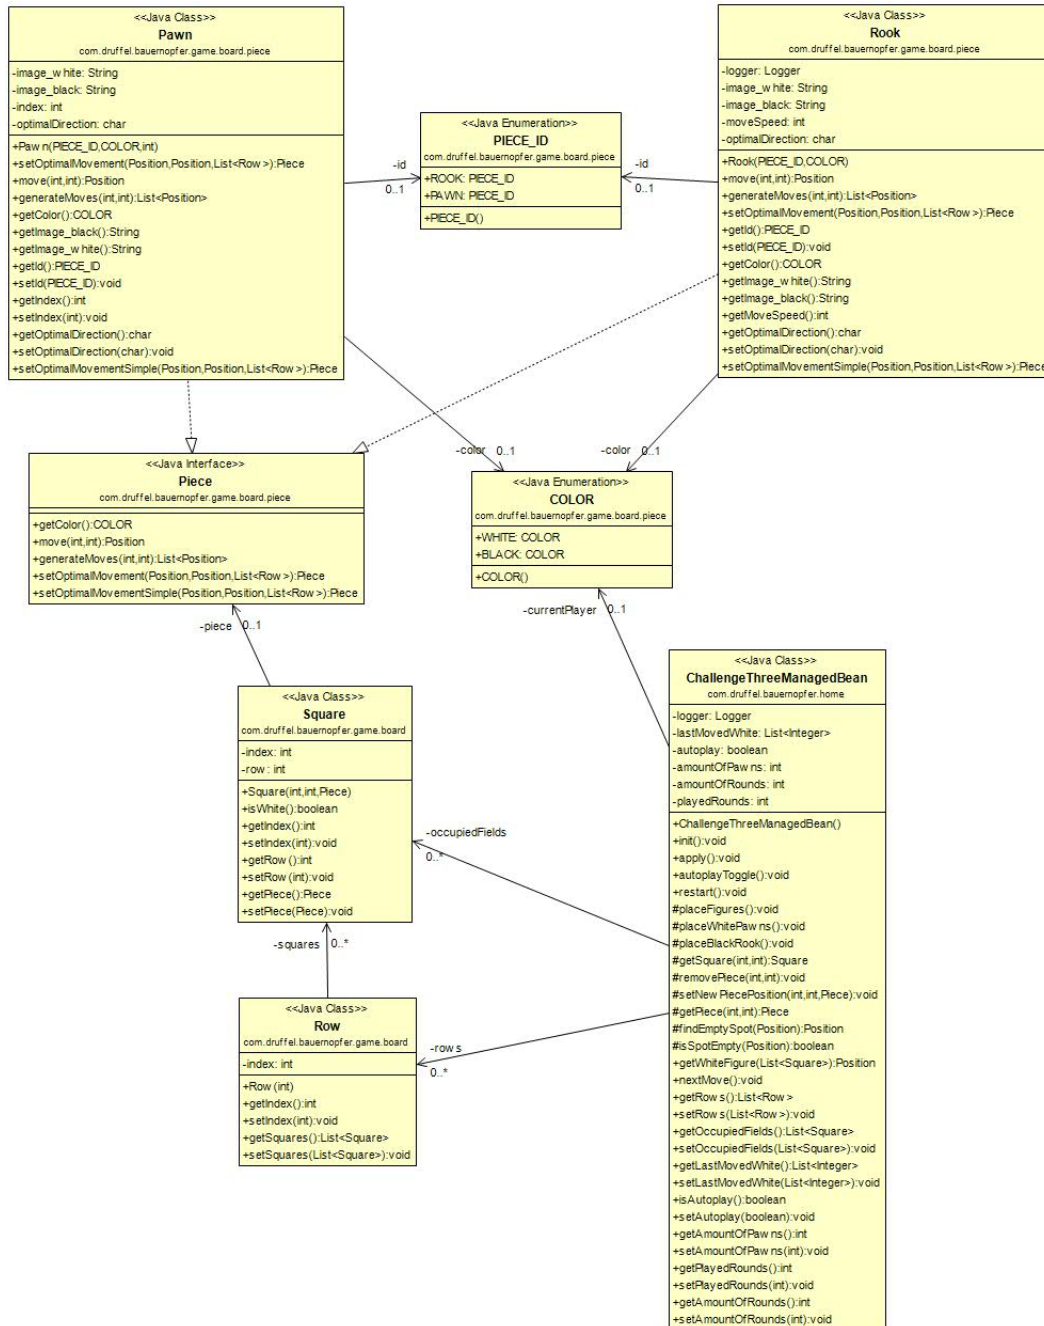 <<Java Class>>
Pawn
com.druffel.bauernopfer.game.board.piece
-image_white: String
-image_black: String
-index: int
-optimalDirection: char
+Pawn(PIECE_ID,COLOR,int)
+setOptimalMovement(Position,Position,List<Row>):Piece
+move(int,int):Position
+generateMoves(int,int):List<Position>
+getColor():COLOR
+getImage_black():String
+getImage_white():String
+getId():PIECE_ID
+setId(PIECE_ID):void
+getIndex():int
+setIndex(int):void
+getOptimalDirection():char
+setOptimalDirection(char):void
+setOptimalMovementSimple(Position,Position,List<Row>):Piece
-id
0..1
<<Java Enumeration>>
PIECE_ID
com.druffel.bauernopfer.game.board.piece
+ROOK: PIECE_ID
+PAWN: PIECE_ID
+PIECE_ID()
-id
0..1
<<Java Class>>
Rook
com.druffel.bauernopfer.game.board.piece
-logger: Logger
-image_white: String
-image_black: String
-moveSpeed: int
-optimalDirection: char
+Rook(PIECE_ID,COLOR)
+move(int,int):Position
+generateMoves(int,int):List<Position>
+setOptimalMovement(Position,Position,List<Row>):Piece
+getId():PIECE_ID
+setId(PIECE_ID):void
+getColor():COLOR
+getImage_white():String
+getImage_black():String
+getMoveSpeed():int
+getOptimalDirection():char
+setOptimalDirection(char):void
+setOptimalMovementSimple(Position,Position,List<Row>):Piece
<<Java Interface>>
Piece
com.druffel.bauernopfer.game.board.piece
+getColor():COLOR
+move(int,int):Position
+generateMoves(int,int):List<Position>
+setOptimalMovement(Position,Position,List<Row>):Piece
+setOptimalMovementSimple(Position,Position,List<Row>):Piece
-color 0..1
-color 0..1
<<Java Enumeration>>
COLOR
com.druffel.bauernopfer.game.board.piece
+WHITE: COLOR
+BLACK: COLOR
+COLOR()
-piece 0..1
-currentPlayer 0..1
<<Java Class>>
Square
com.druffel.bauernopfer.game.board
-index: int
-row: int
+Square(int,int,Piece)
+isWhite():boolean
+getIndex():int
+setIndex(int):void
+getRow():int
+setRow(int):void
+getPiece():Piece
+setPiece(Piece):void
-occupiedFields
0..*
-squares 0..*
<<Java Class>>
Row
com.druffel.bauernopfer.game.board
-index: int
+Row(int)
+getIndex():int
+setIndex(int):void
+getSquares():List<Square>
+setSquares(List<Square>):void
-rows
0..*
<<Java Class>>
ChallengeThreeManagedBean
com.druffel.bauernopfer.home
-logger: Logger
-lastMovedWhite: List<Integer>
-autoplay: boolean
-amountOfPawns: int
-amountOfRounds: int
-playedRounds: int
+ChallengeThreeManagedBean()
+init():void
+apply():void
+autoplayToggle():void
+restart():void
#placeFigures():void
#placeWhitePawns():void
#placeBlackRook():void
#getSquare(int,int):Square
#removePiece(int,int):void
#setNewPiecePosition(int,int,Piece):void
#getPiece(int,int):Piece
#findEmptySpot(Position):Position
#isSpotEmpty(Position):boolean
+getWhiteFigure(List<Square>):Position
+nextMove():void
+getRows():List<Row>
+setRows(List<Row>):void
+getOccupiedFields():List<Square>
+setOccupiedFields(List<Square>):void
+getLastMovedWhite():List<Integer>
+setLastMovedWhite(List<Integer>):void
+isAutoplay():boolean
+setAutoplay(boolean):void
+getAmountOfPawns():int
+setAmountOfPawns(int):void
+getPlayedRounds():int
+setPlayedRounds(int):void
+getAmountOfRounds():int
+setAmountOfRounds(int):void